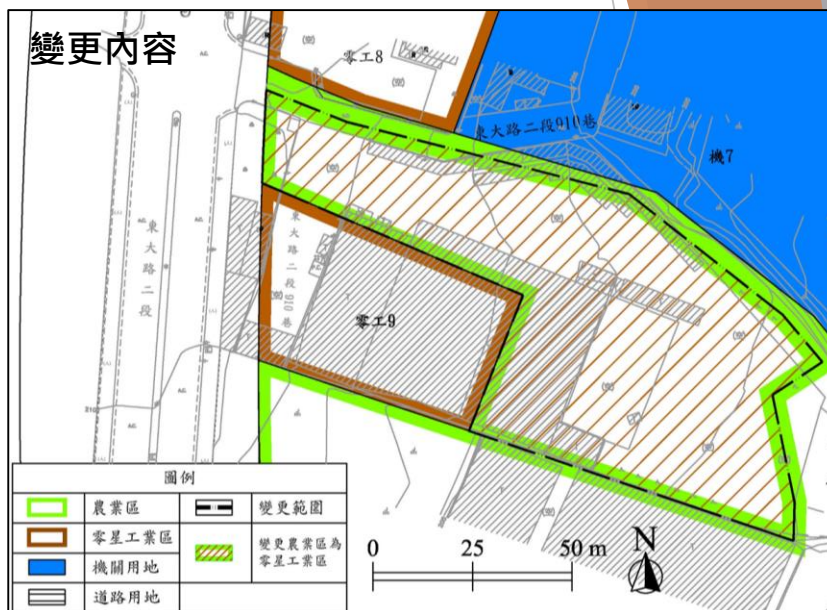 變更內容
零工8
東大路二段910巷
機7
東大路二段
東大路二段910巷
零工9
圖例
農業區
變更範圍
零星工業區
變更農業區為
零星工業區
機關用地
道路用地
0 25 50 m
N